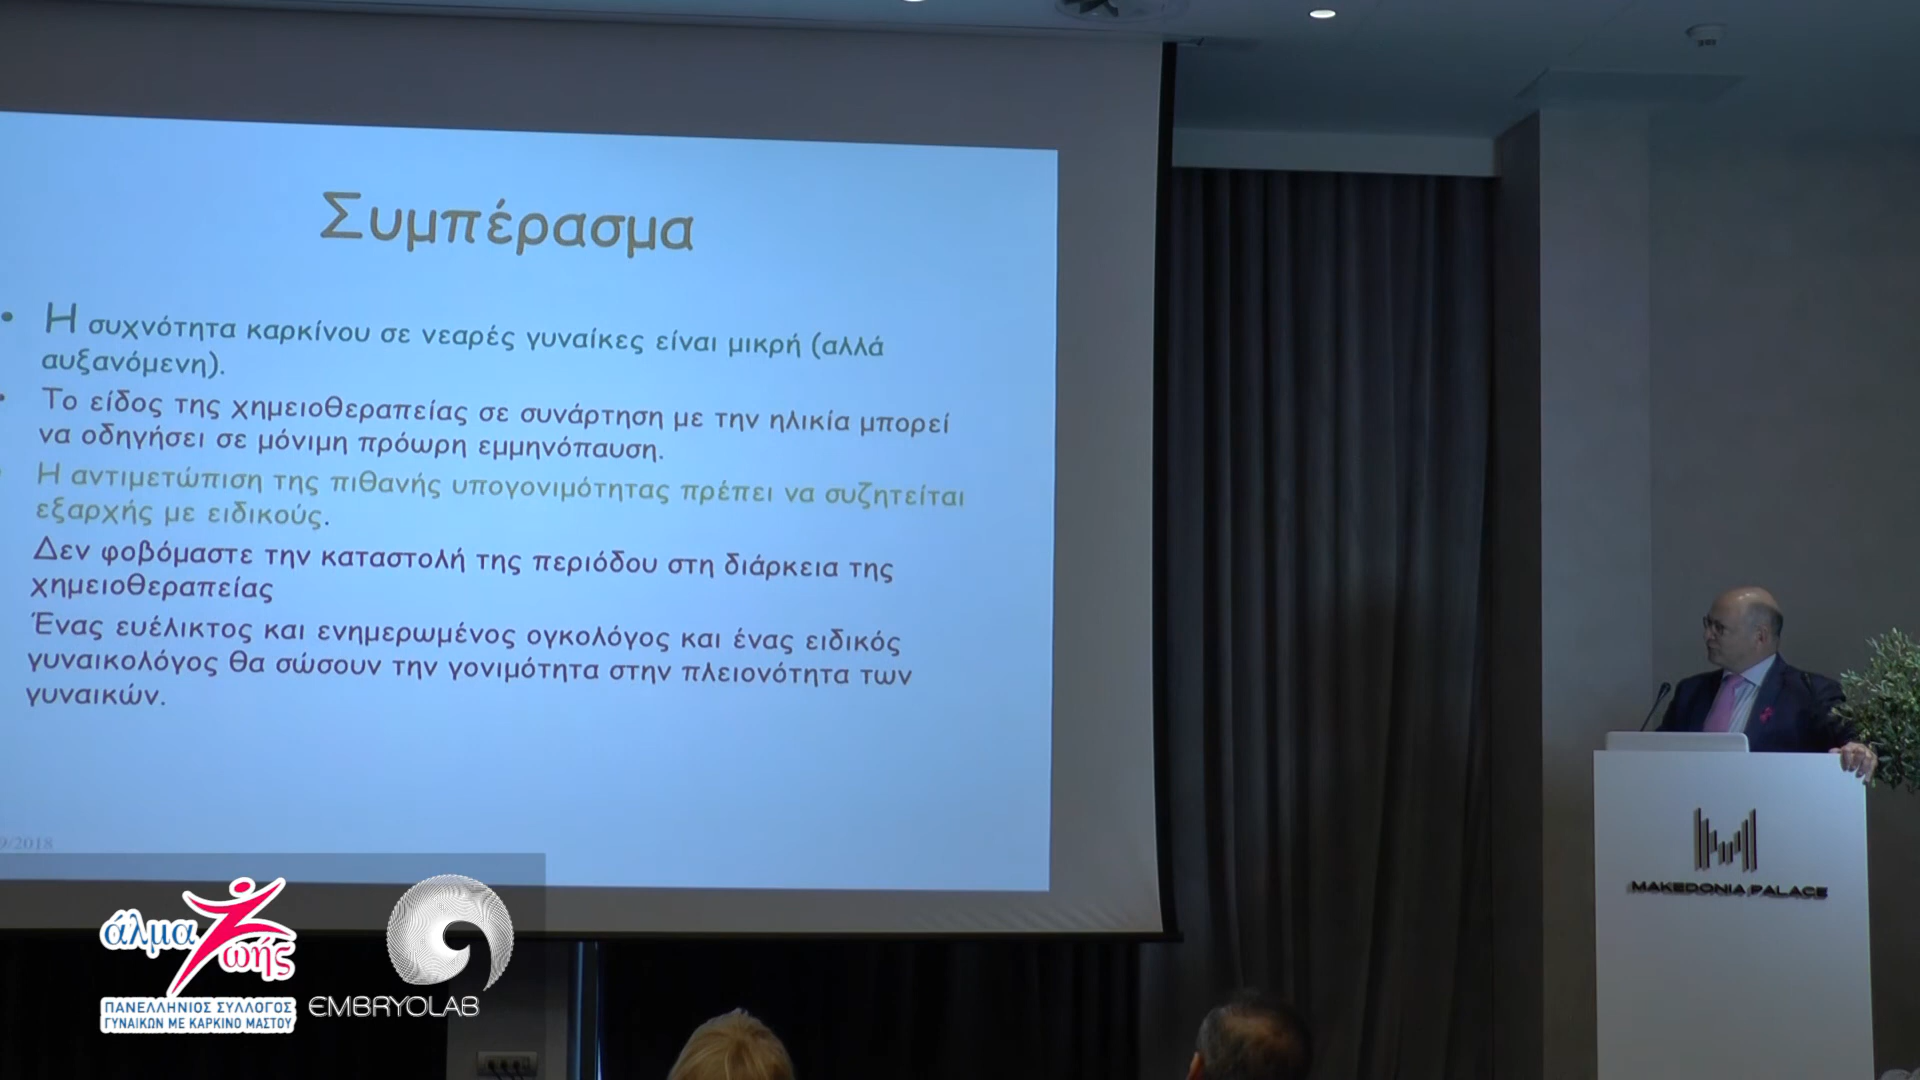 Συμπέρασμα
• Η συχνότητα καρκίνου σε νεαρές γυναίκες είναι μικρή (αλλά
αυξανόμενη).
• Το είδος της χημειοθεραπείας σε συνάρτηση με την ηλικία μπορεί
να οδηγήσει σε μόνιμη πρόωρη εμμηνόπαυση.
Η αντιμετώπιση της πιθανής υπογονιμότητας πρέπει να συζητείται
εξαρχής με ειδικούς.
Δεν φοβόμαστε την καταστολή της περιόδου στη διάρκεια της
χημειοθεραπείας
Ένας ευέλικτος και ενημερωμένος ογκολόγος και ένας ειδικός
γυναικολόγος θα σώσουν την γονιμότητα στην πλειονότητα των
γυναικών.
9/2018
άλμα
ζωής
ΠΑΝΕΛΛΗΝΙΟΣ ΣΥΛΛΟΓΟΣ
ΓΥΝΑΙΚΩΝ ΜΕ ΚΑΡΚΙΝΟ ΜΑΣΤΟΥ
EMBRYOLAB
MAKEDONIA PALACE